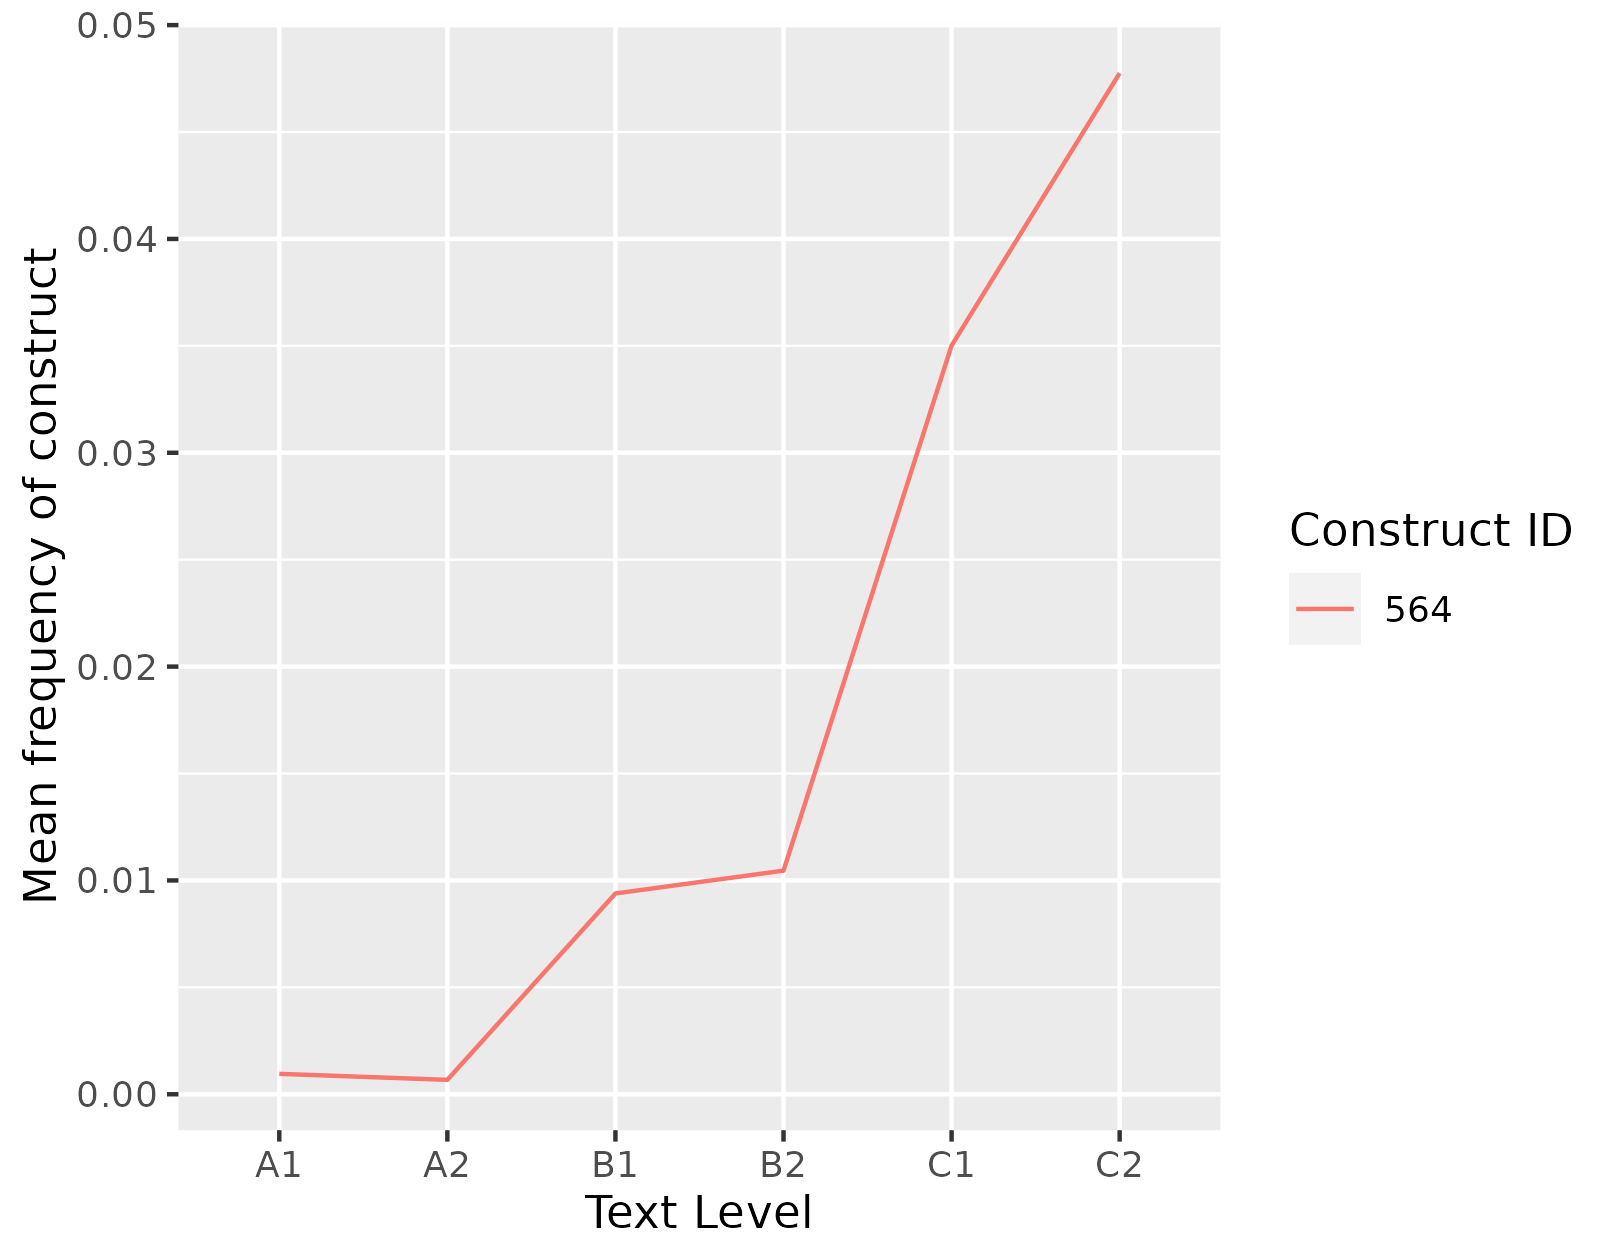 0.05
0.04
0.03
0.02
0.01
0.00
Mean frequency of construct
A1 A2 B1 B2 C1 C2
Text Level
Construct ID
564